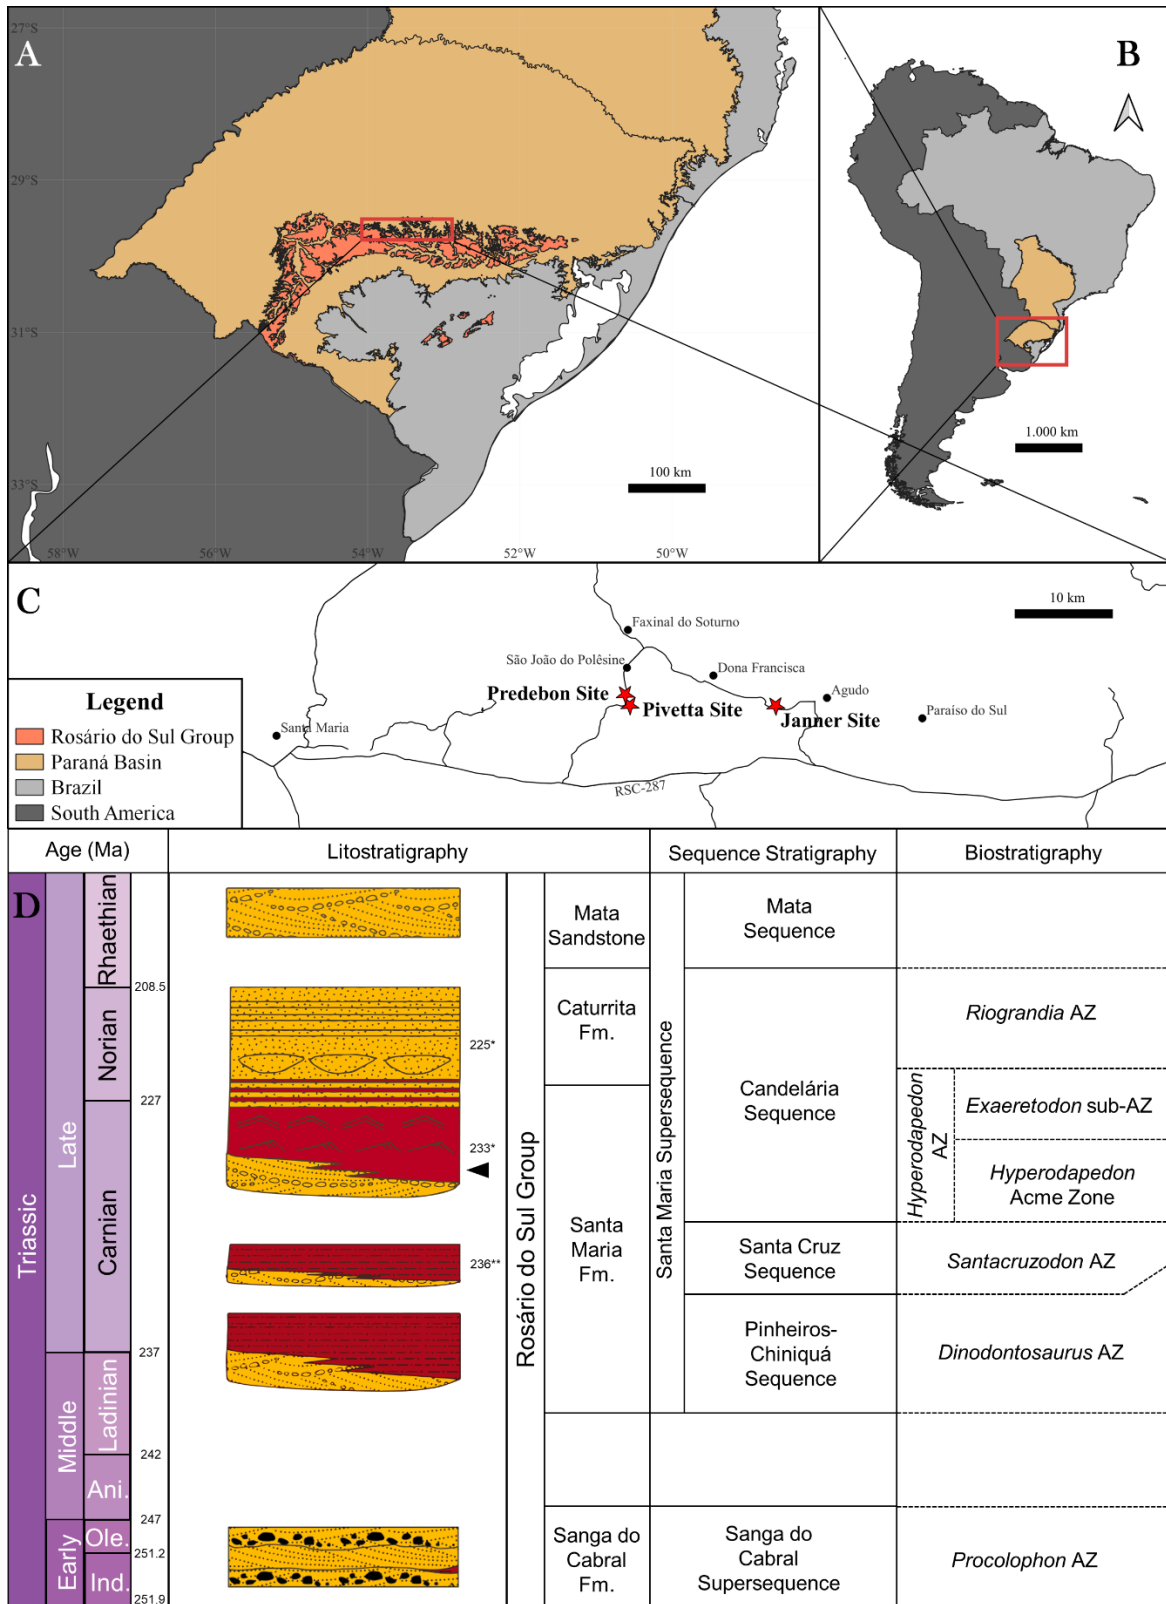 A
27°S
29°S
31°S
33°S
58°W
56°W
54°W
52°W
50°W
100 km
B
1.000 km
C
10 km
Faxinal do Soturno
São João do Polêsine
Dona Francisca
Predebon Site
Pivetta Site
Janner Site
Agudo
Paraíso do Sul
Santa Maria
RSC-287
Legend
Rosário do Sul Group
Paraná Basin
Brazil
South America
Age (Ma)
Litostratigraphy
Sequence Stratigraphy
Biostratigraphy
D
Triassic
Late
Middle
Early
Rhaethian
Norian
Carnian
Ladinian
Ani.
Ole.
Ind.
208.5
227
237
242
247
251.2
251.9
225*
233*
236**
Rosário do Sul Group
Mata
Sandstone
Caturrita
Fm.
Santa
Maria
Fm.
Sanga do
Cabral
Fm.
Santa Maria Supersequence
Mata
Sequence
Candelária
Sequence
Santa Cruz
Sequence
Pinheiros-
Chiniquá
Sequence
Sanga do
Cabral
Supersequence
Riograndia AZ
Hyperodapedon
AZ
Exaeretodon sub-AZ
Hyperodapedon
Acme Zone
Santacruzodon AZ
Dinodontosaurus AZ
Procolophon AZ